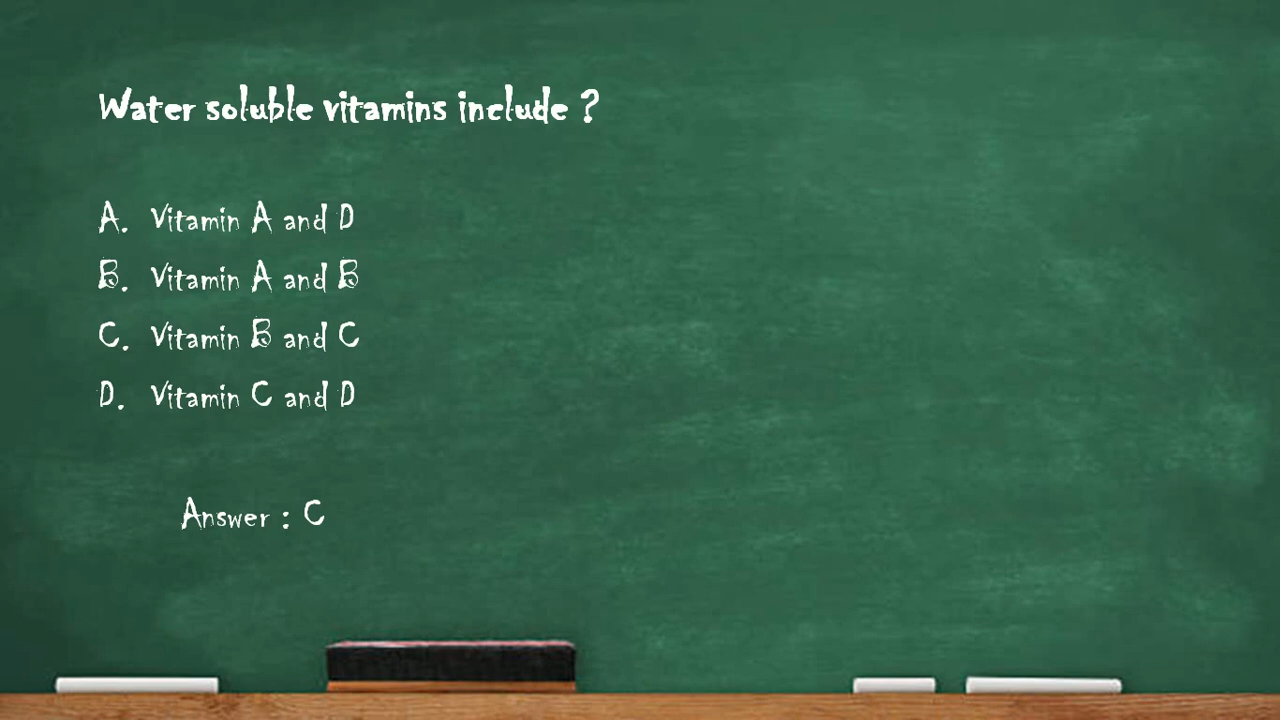 Water soluble vitamins include ?
A. Vitamin A and D
B. Vitamin A and B
C. Vitamin B and C
D. Vitamin C and D
Answer : C